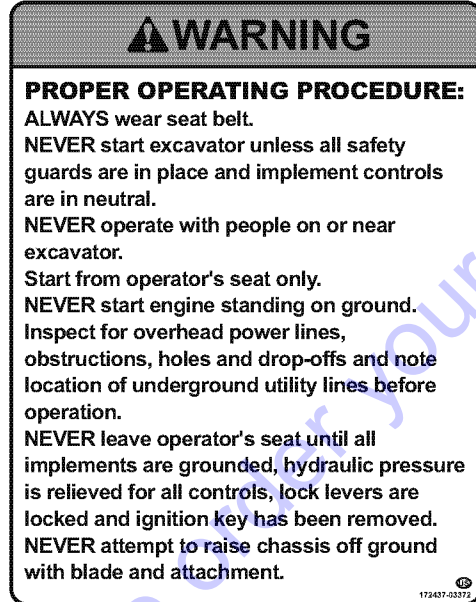 WARNING
PROPER OPERATING PROCEDURE:
ALWAYS wear seat belt.
NEVER start excavator unless all safety
guards are in place and implement controls
are in neutral.
NEVER operate with people on or near
excavator.
Start from operator's seat only.
NEVER start engine standing on ground.
Inspect for overhead power lines,
obstructions, holes and drop-offs and note
location of underground utility lines before
operation.
NEVER leave operator's seat until all
implements are grounded, hydraulic pressure
is relieved for all controls, lock levers are
locked and ignition key has been removed.
NEVER attempt to raise chassis off ground
with blade and attachment.
US
172437-03372
o order your